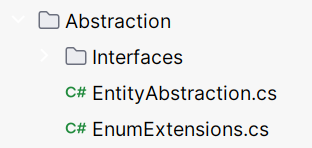 Abstraction
Interfaces
C# EntityAbstraction.cs
C# EnumExtensions.cs